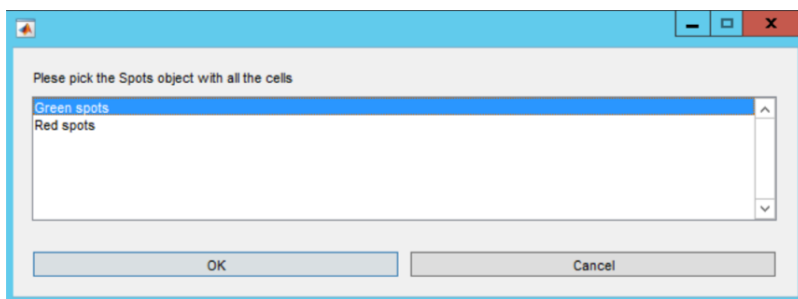 Plese pick the Spots object with all the cells
Green spots
Red spots
OK
Cancel